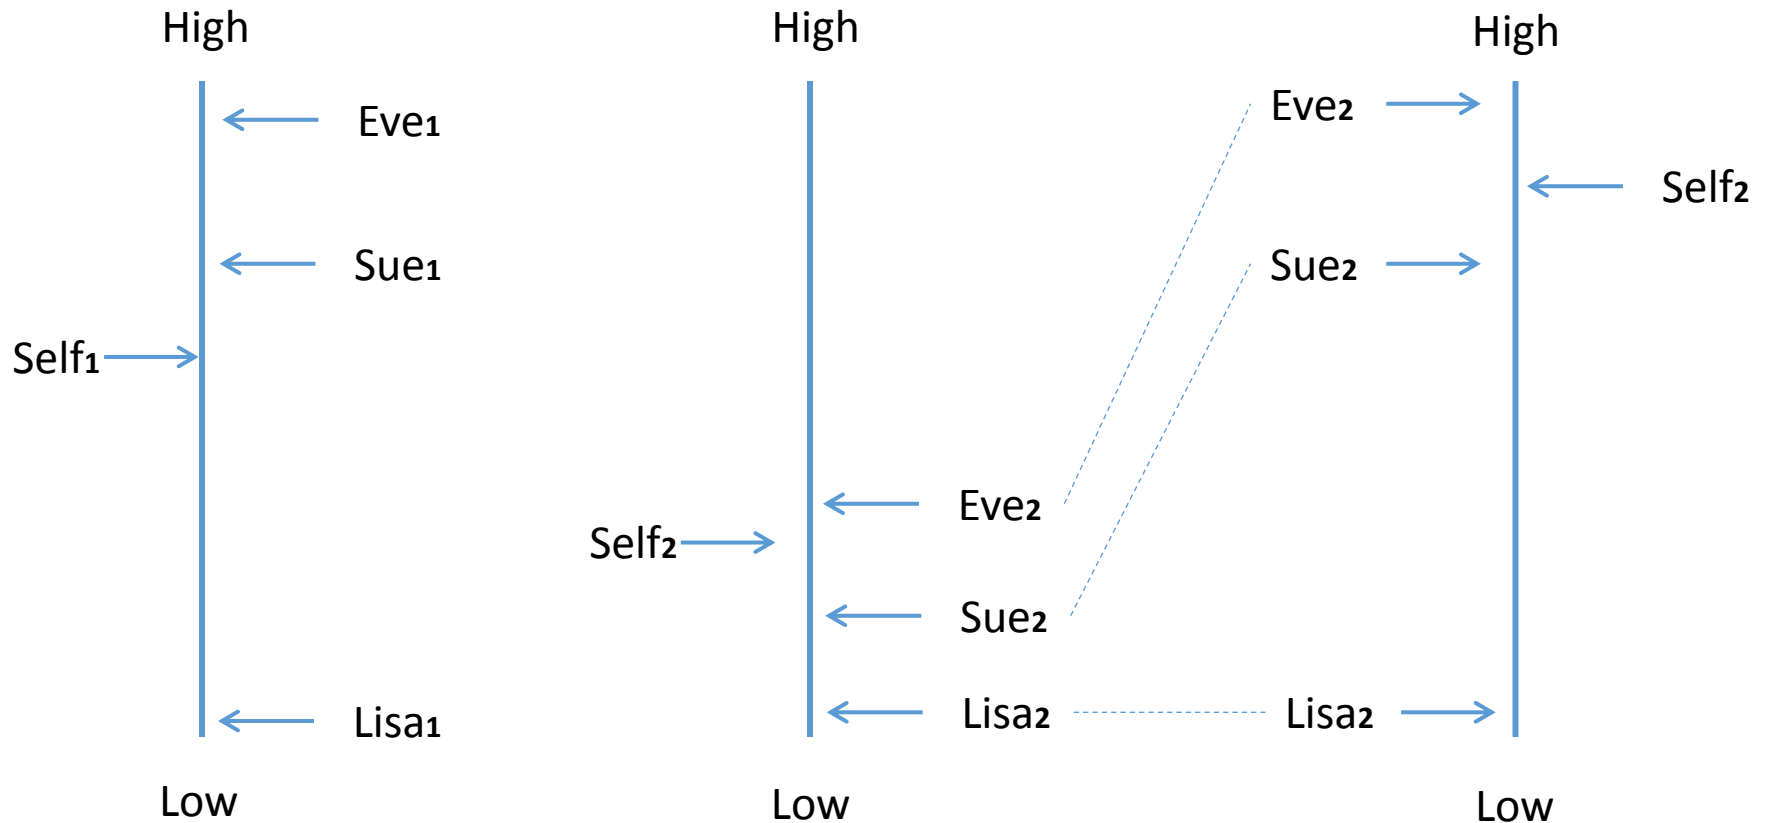 High
Eve1
Sue1
Self1
Lisa1
Low
High
Eve2
Self2
Sue2
Lisa2
Low
High
Eve2
Self2
Sue2
Lisa2
Low